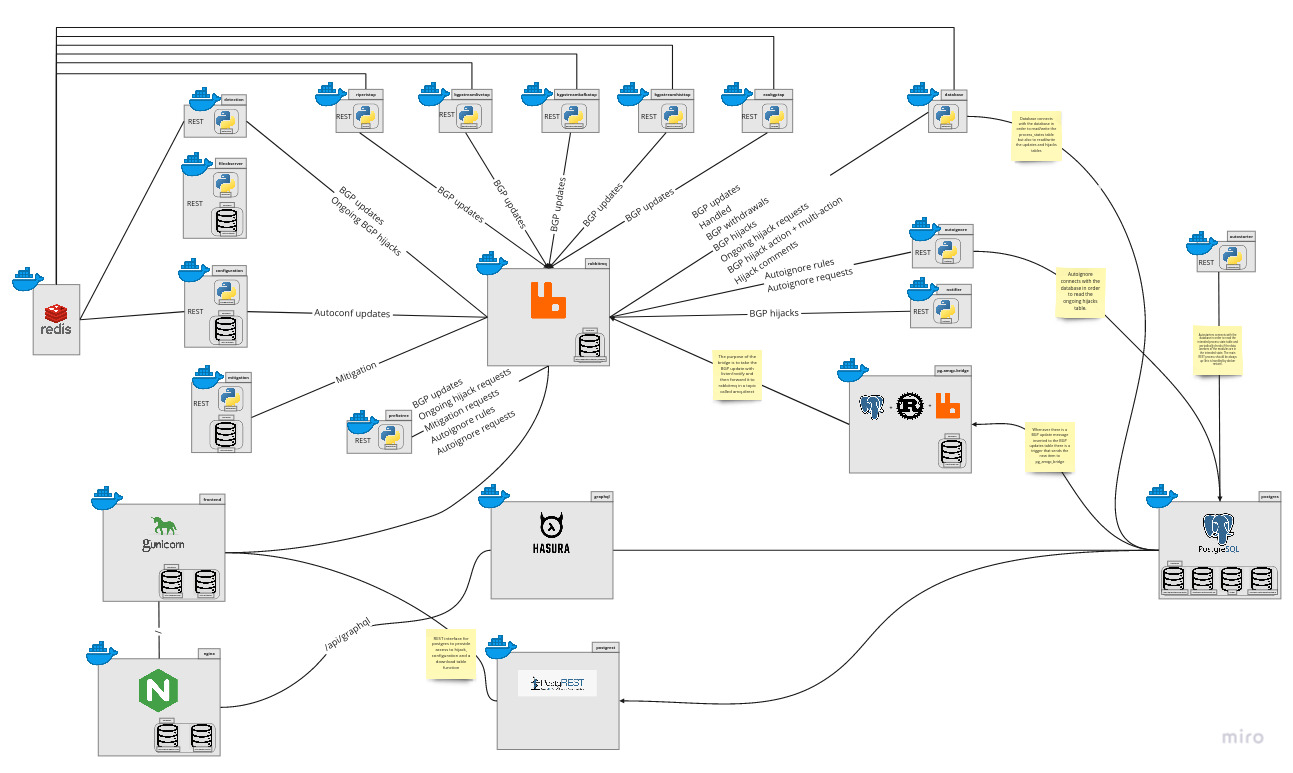 detection
REST
riperistap
REST
bgpstreamlivetap
REST
bgpstreamkafkatap
REST
bgpstreamhisttap
REST
exabgptap
REST
database
Database connects
with the database in
order to read/write the
process_states table
but also to read/write
the updates and hijacks
tables.
fileobserver
REST
configuration
REST
mitigation
REST
redis
BGP updates
Ongoing BGP hijacks
BGP updates
BGP updates
BGP updates
BGP updates
BGP updates
BGP updates
Handled
BGP withdrawals
BGP hijacks
Ongoing hijack requests
BGP hijack action + multi-action
Hijack comments
Autoignore rules
Autoignore requests
BGP hijacks
Autoconf updates
Mitigation
rabbitmq
autoignore
REST
notifier
REST
Autoignore
connects with the
database in order
to read the
ongoing hijacks
table.
autostarter
REST
The purpose of the
bridge is to take the
BGP update with
listen/notify and
then forward it to
rabbitmq in a topic
called amq.direct
pg-amqp-bridge
+
+
prefixtree
REST
BGP updates
Ongoing hijack requests
Mitigation requests
Autoignore rules
Autoignore requests
Whenever there is a
BGP update message
inserted to the BGP
updates table there is a
trigger that sends the
new item to
pg_amqp_bridge
frontend
gunicorn
graphql
HASURA
postgres
PostgreSQL
/
/api/graphql
REST interface for
postgres to provide
access to hijack,
configuration and a
download table
function
nginx
N
postgrest
PostgREST
miro